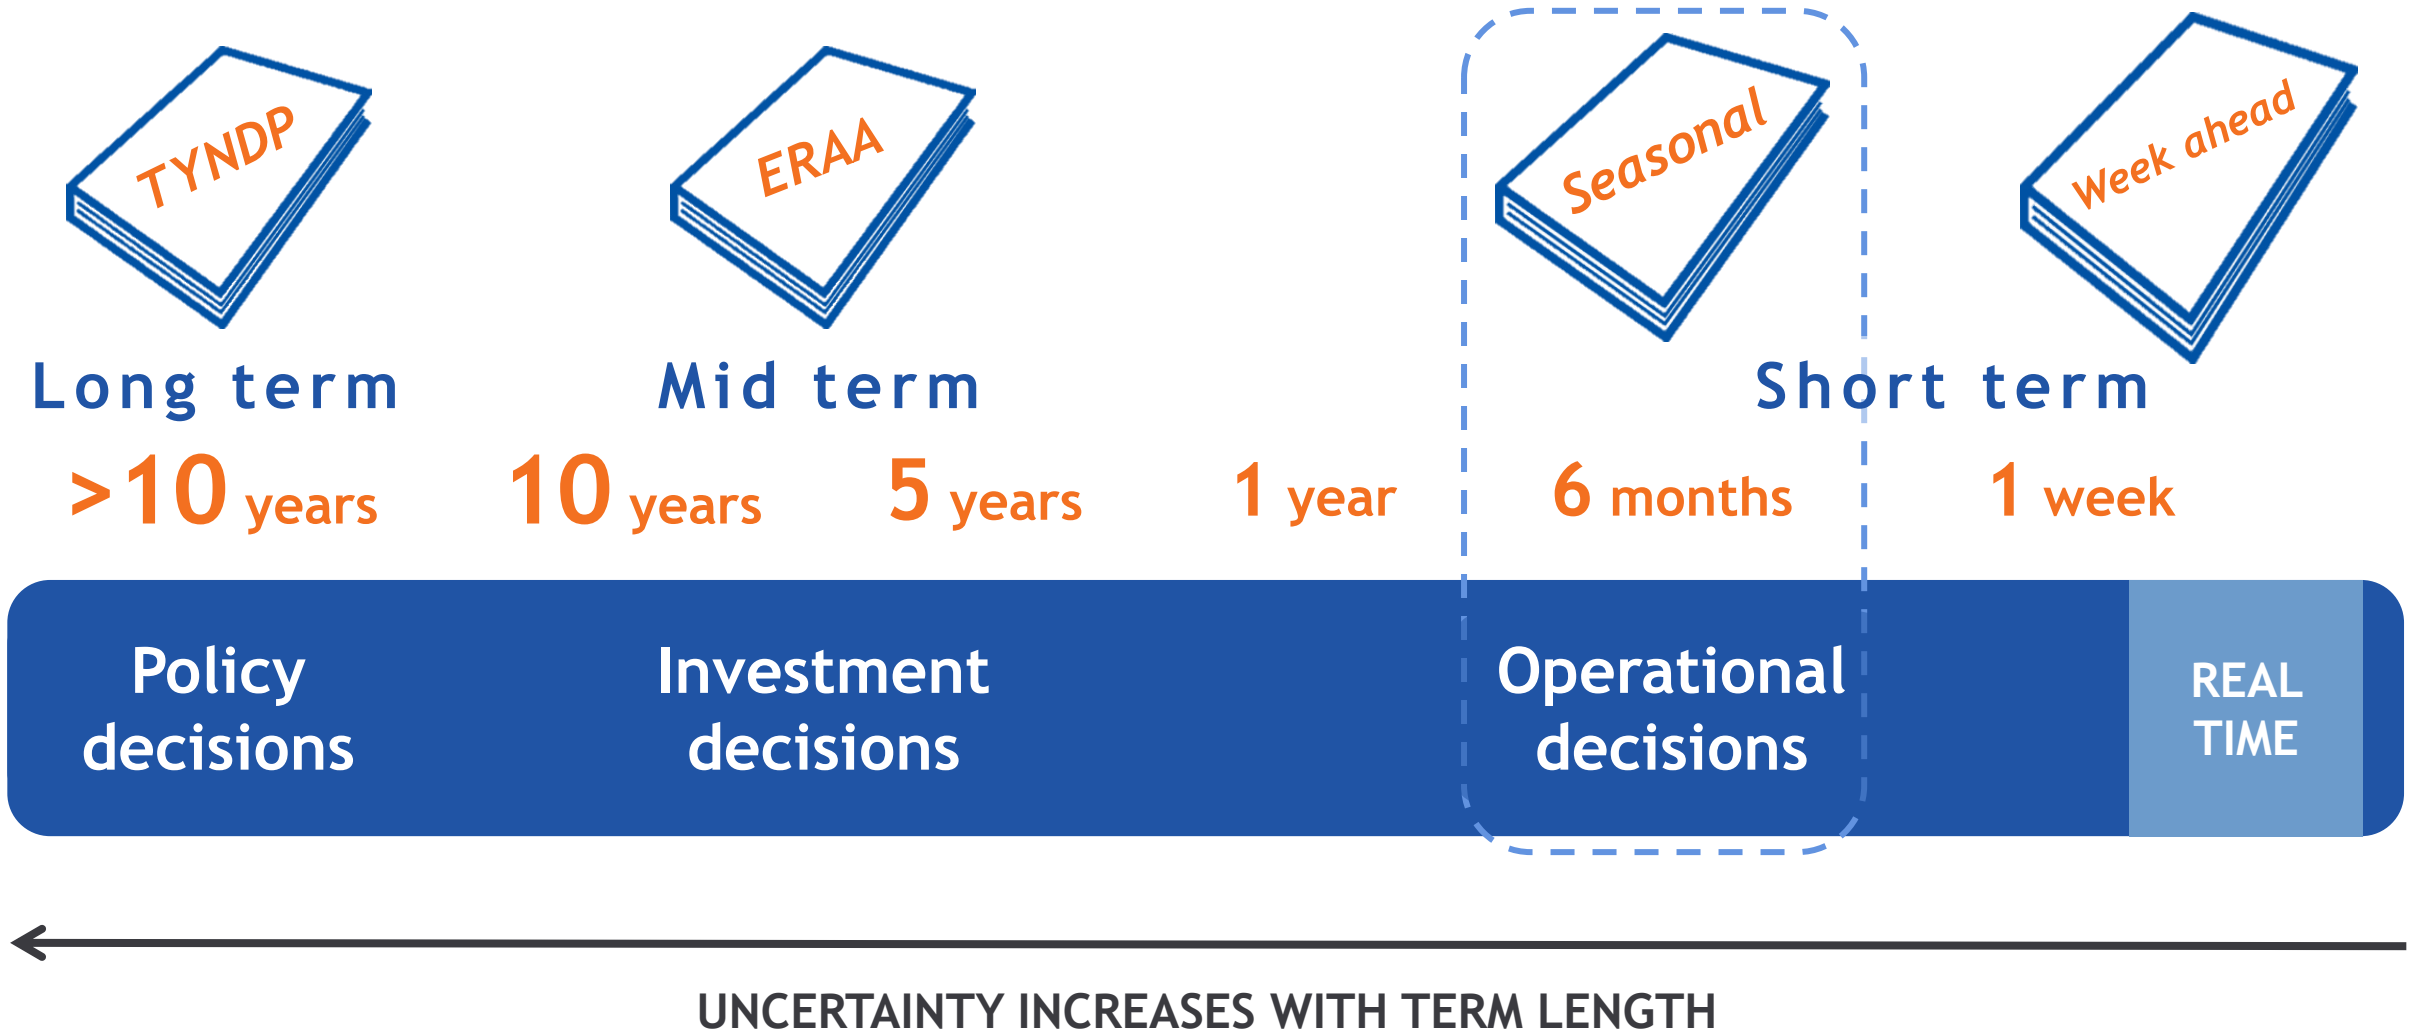 TYNDP
ERAA
Seasonal
Week ahead
Long term
Mid term
Short term
>10 years
10 years
5 years
1 year
6 months
1 week
Policy
decisions
Investment
decisions
Operational
decisions
REAL
TIME
UNCERTAINTY INCREASES WITH TERM LENGTH